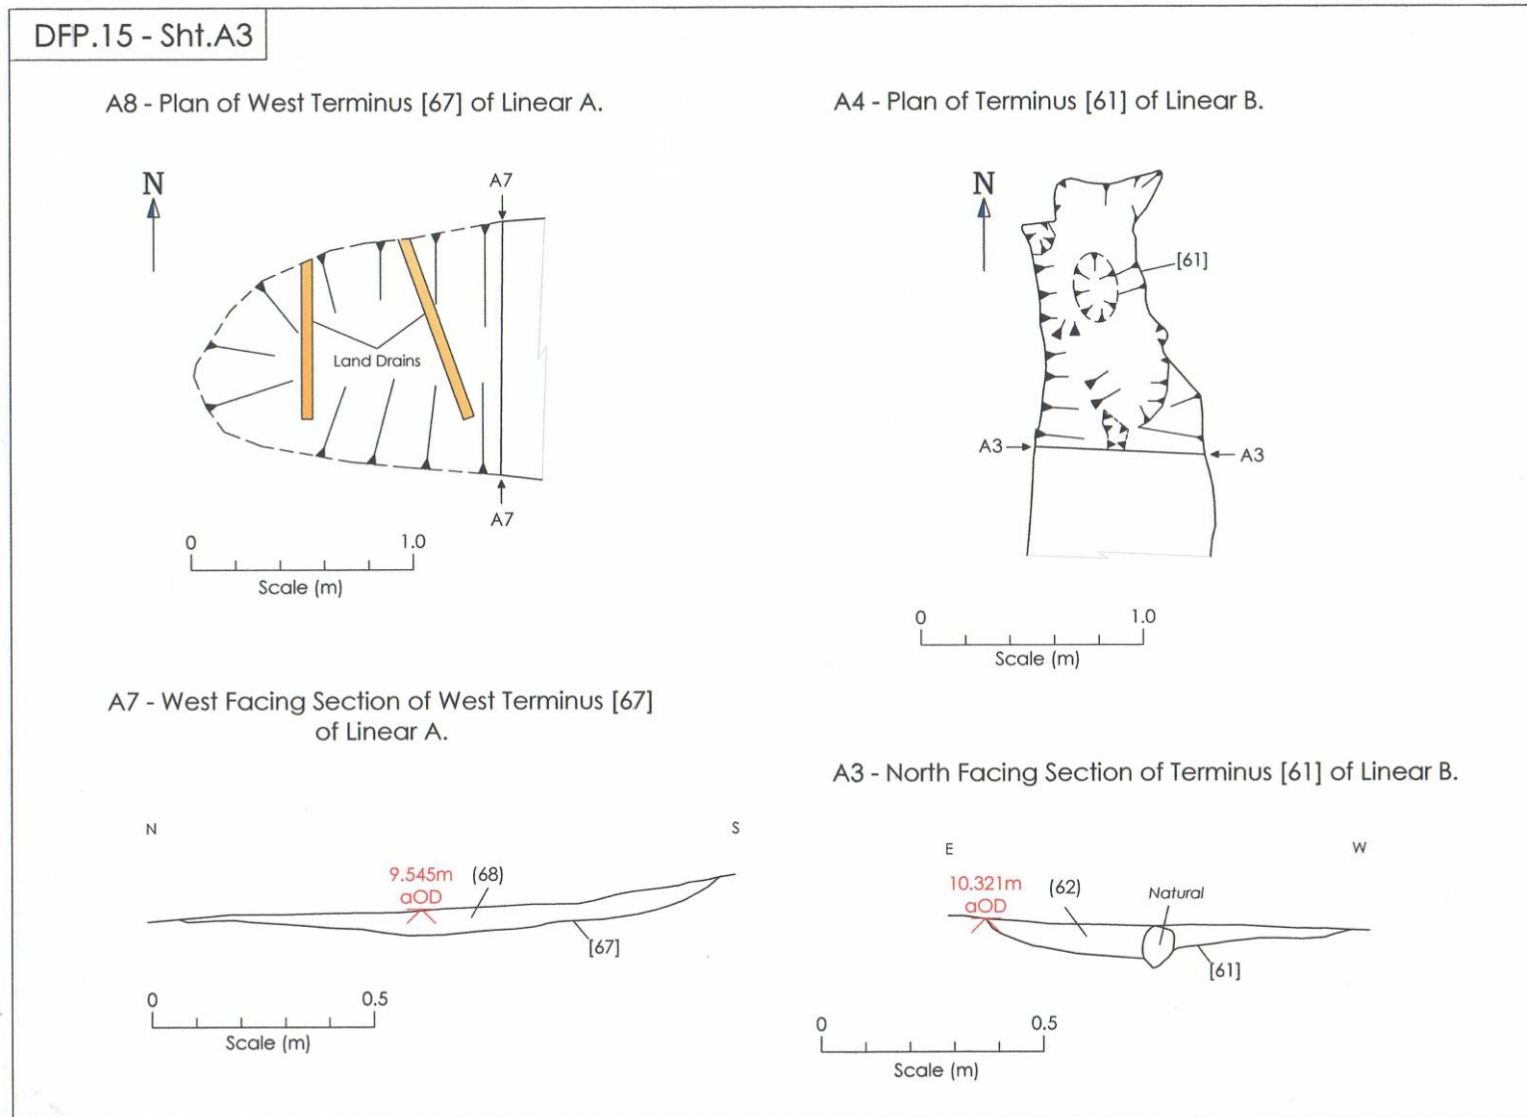 DFP.15 - Sht.A3
A8 - Plan of West Terminus [67] of Linear A.
N
A7
Land Drains
A7
0 1.0
Scale (m)
A4 - Plan of Terminus [61] of Linear B.
N
[61]
A3
A3
0 1.0
Scale (m)
A7 - West Facing Section of West Terminus [67]
of Linear A.
N S
9.545m
aOD
(68)
[67]
0 0.5
Scale (m)
A3 - North Facing Section of Terminus [61] of Linear B.
E W
10.321m
aOD
(62)
Natural
[61]
0 0.5
Scale (m)